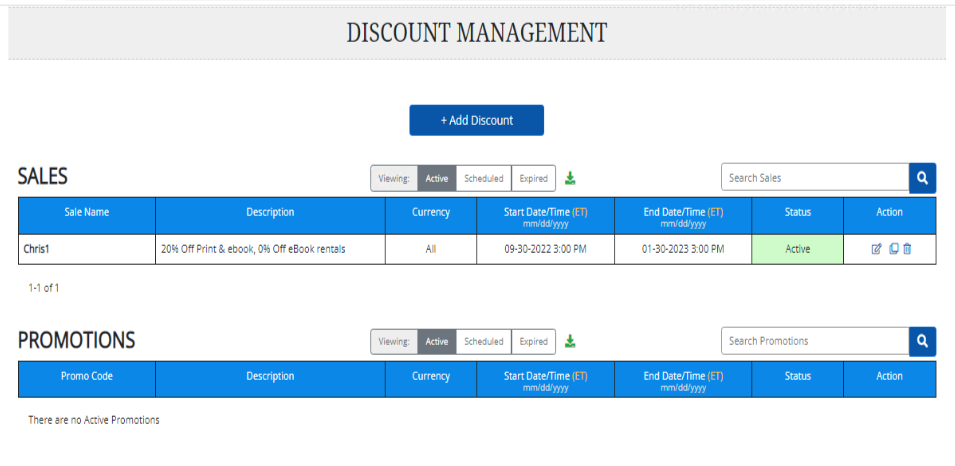 DISCOUNT MANAGEMENT
+ Add Discount
SALES
Viewing: Active Scheduled Expired
Search Sales
Sale Name Description Currency Start Date/Time (ET) mm/dd/yyyy End Date/Time (ET) mm/dd/yyyy Status Action
Chris1 20% Off Print & ebook, 0% Off eBook rentals All 09-30-2022 3:00 PM 01-30-2023 3:00 PM Active
1-1 of 1
PROMOTIONS
Viewing: Active Scheduled Expired
Search Promotions
Promo Code Description Currency Start Date/Time (ET) mm/dd/yyyy End Date/Time (ET) mm/dd/yyyy Status Action
There are no Active Promotions